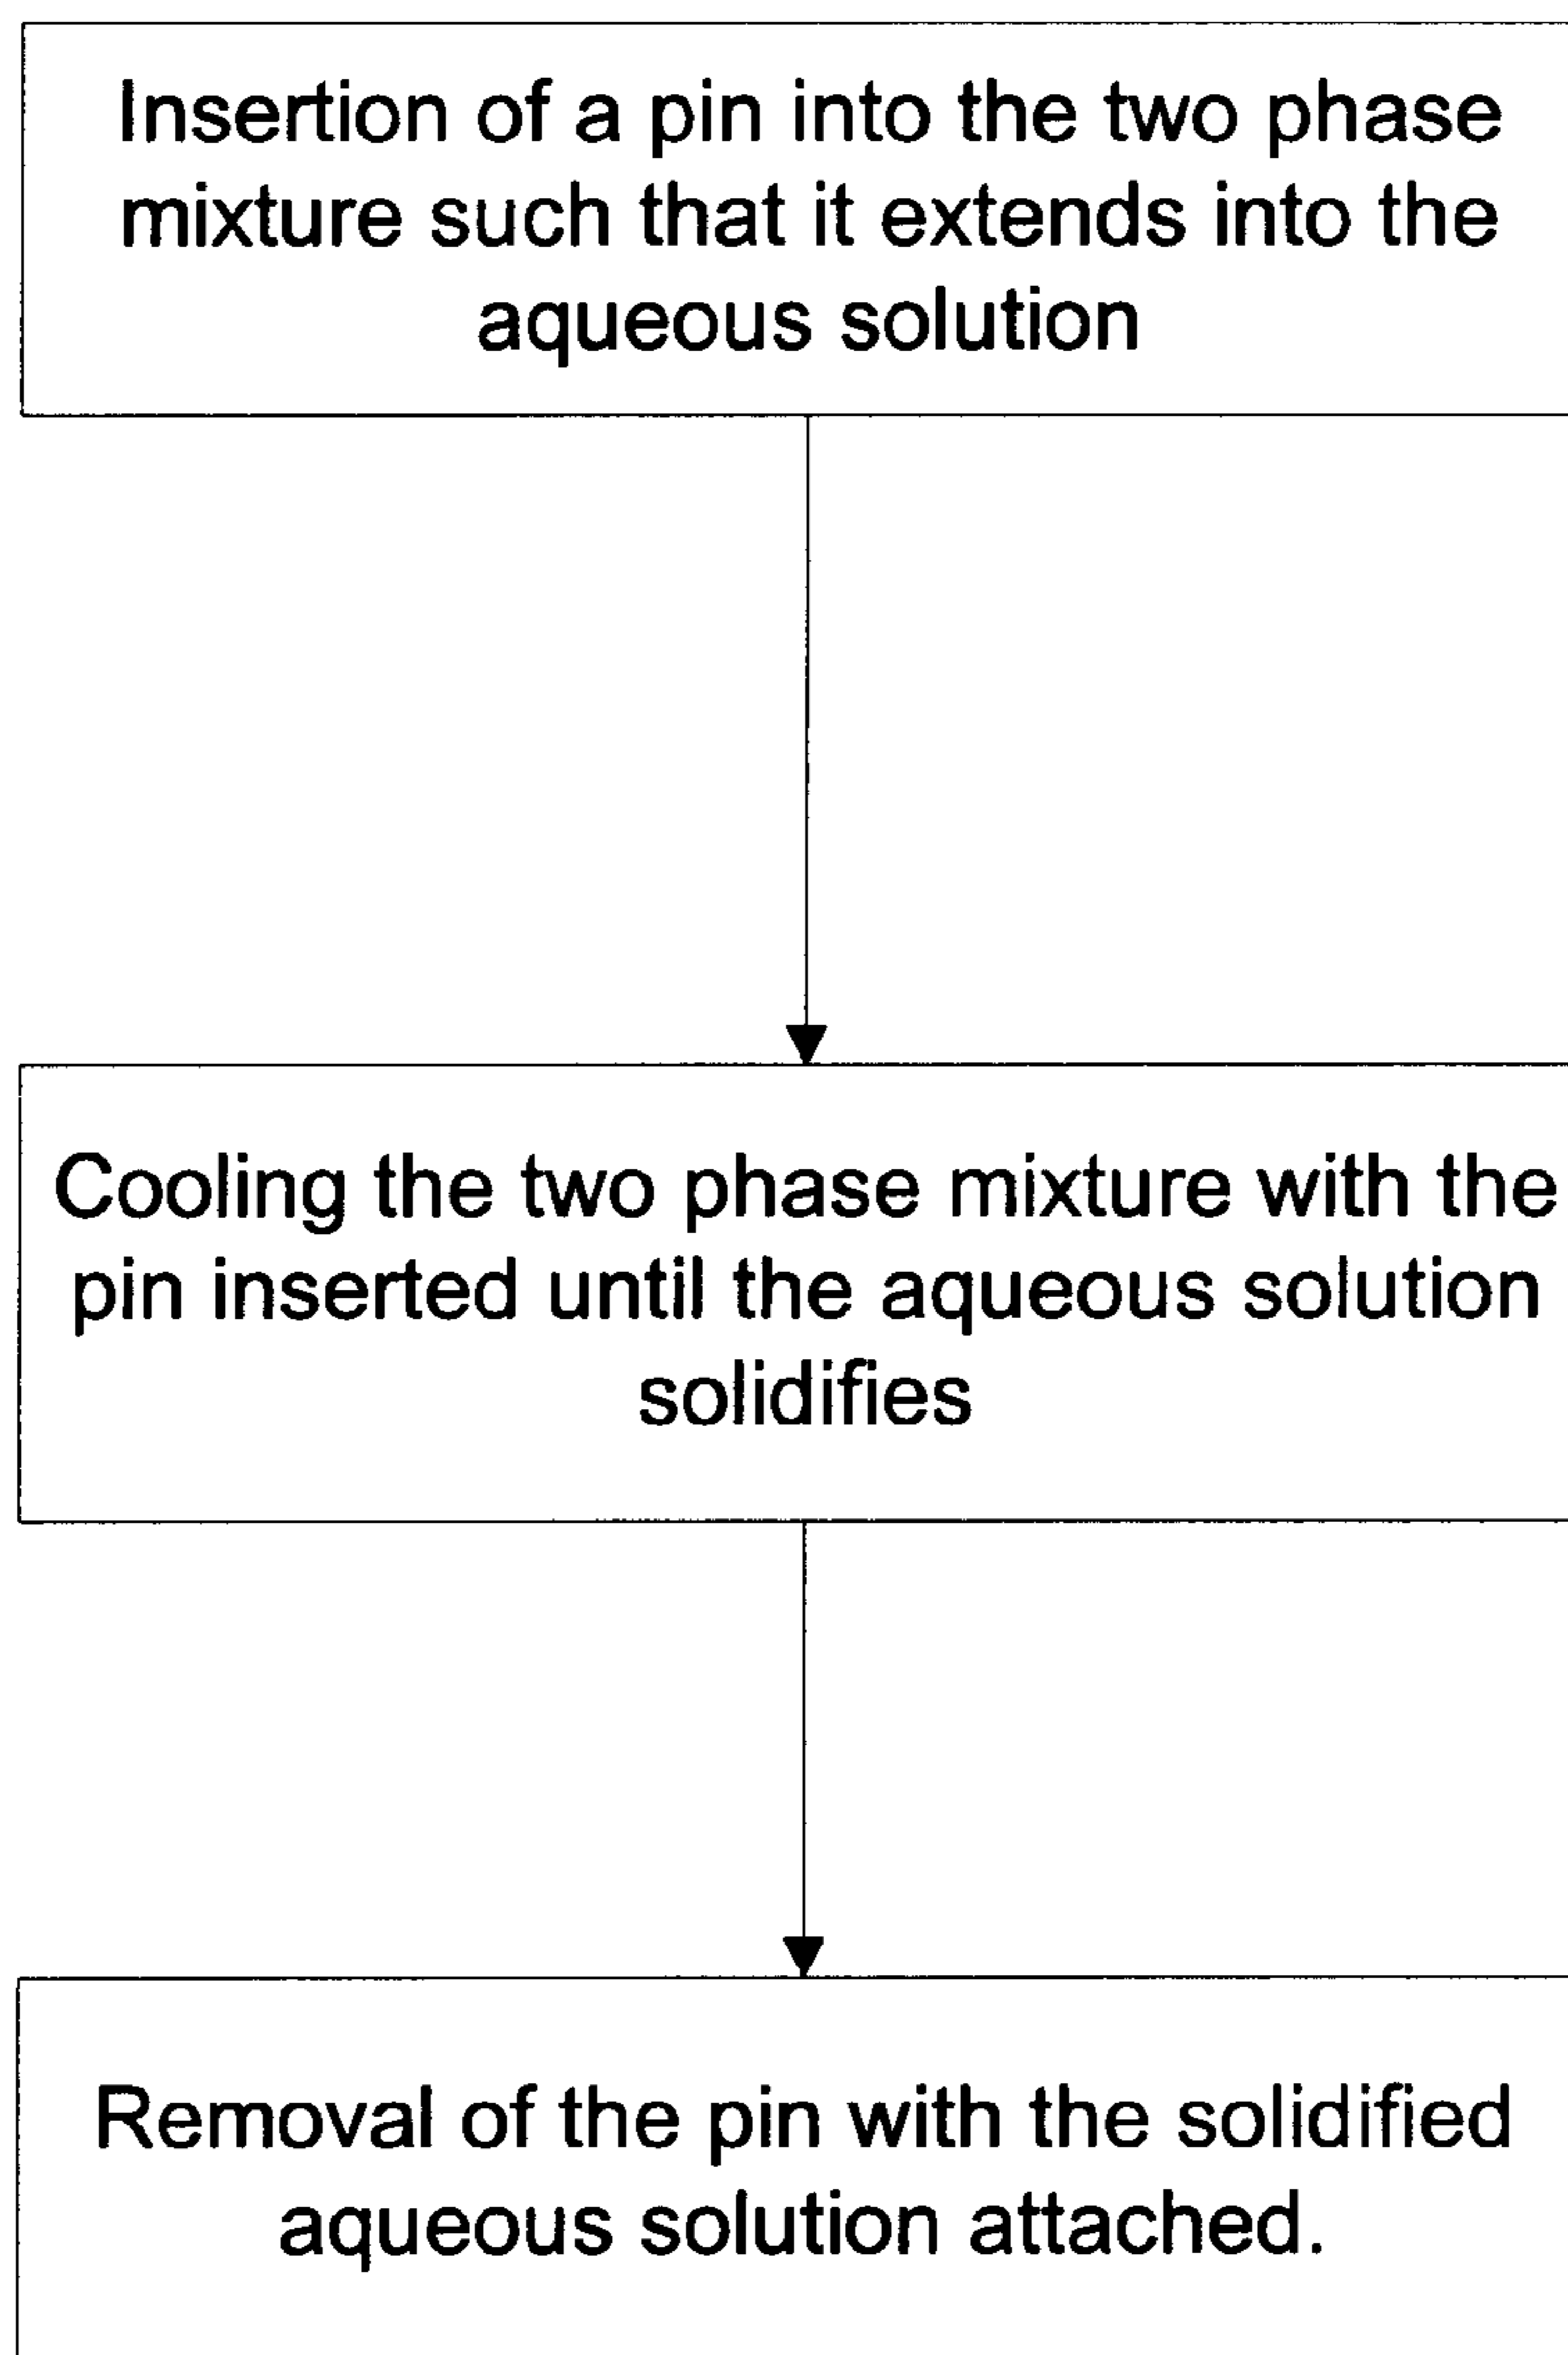 Insertion of a pin into the two phase
mixture such that it extends into the
aqueous solution
Cooling the two phase mixture with the
pin inserted until the aqueous solution
solidifies
Removal of the pin with the solidified
aqueous solution attached.